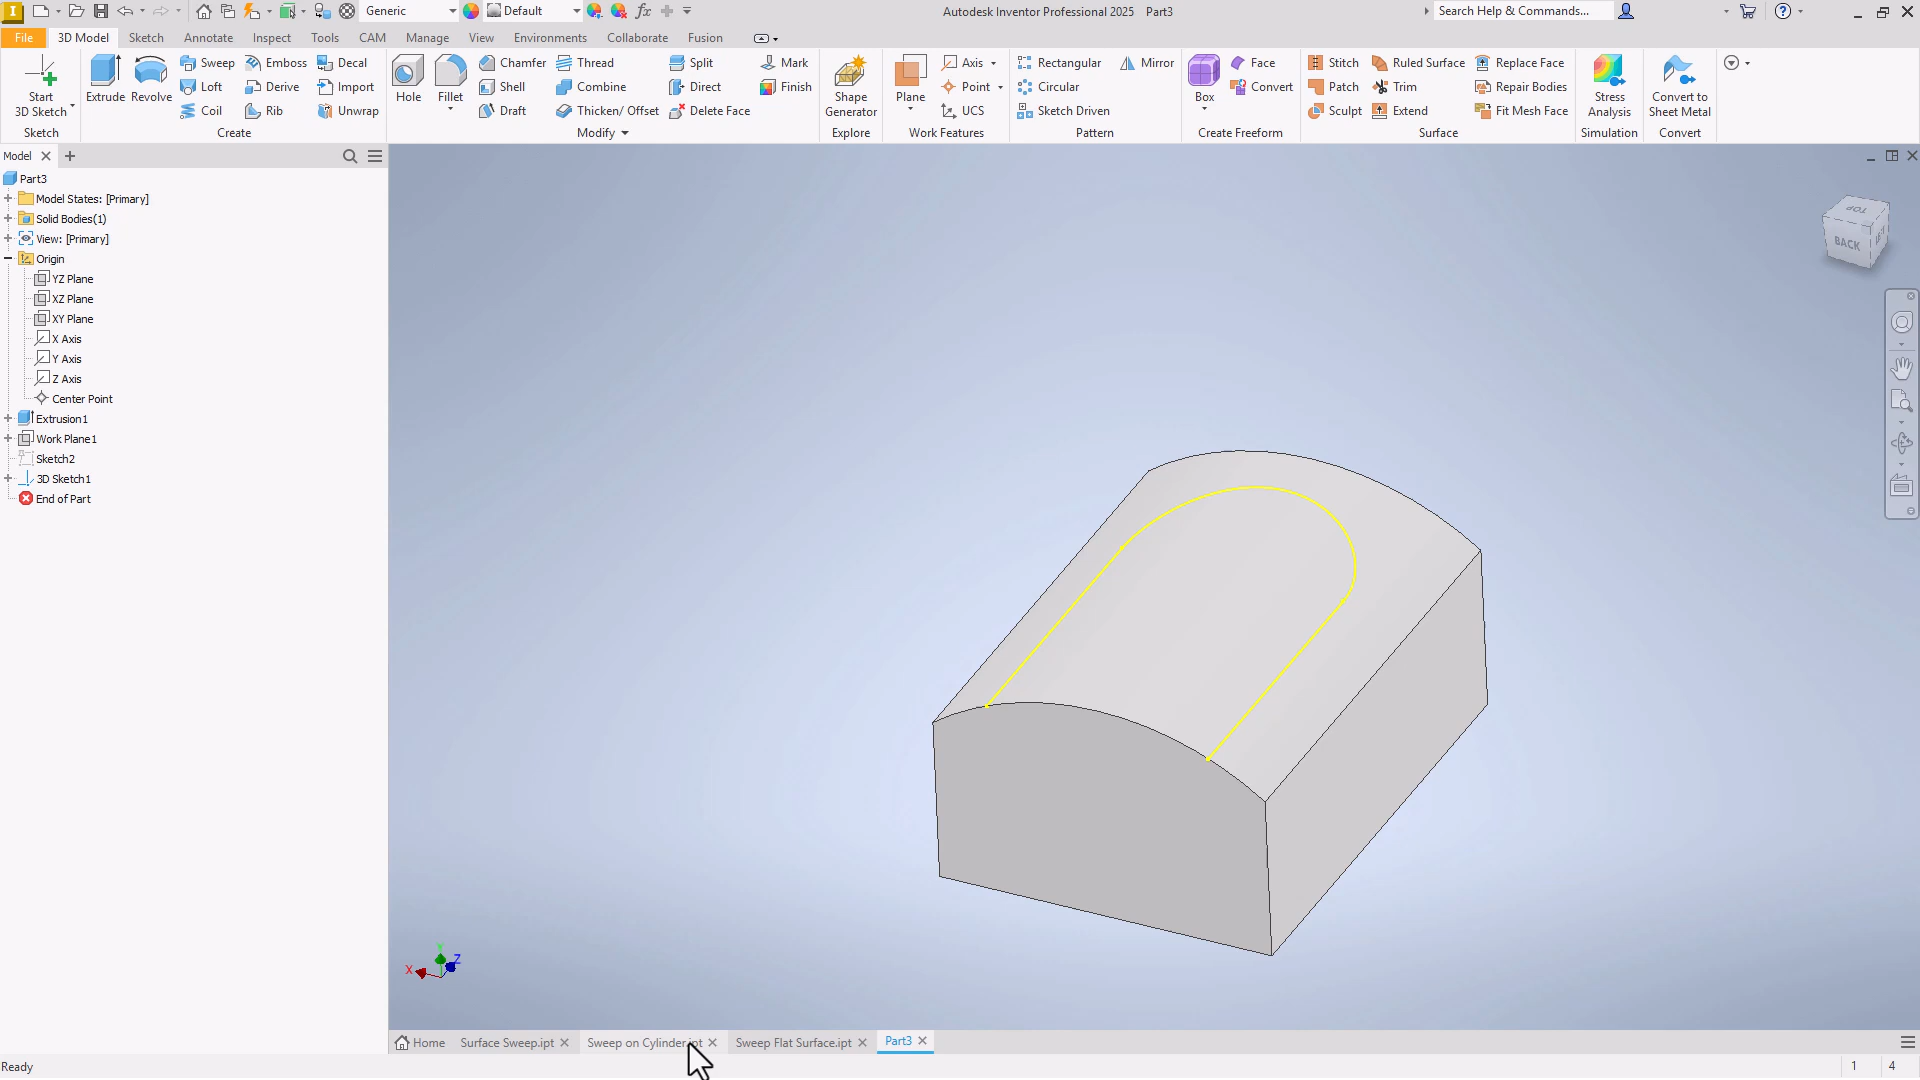 Generic
Default
Autodesk Inventor Professional 2025 Part3
Search Help & Commands...
File
3D Model
Sketch
Annotate
Inspect
Tools
CAM
Manage
View
Environments
Collaborate
Fusion
Start
3D Sketch
Sketch
Extrude
Revolve
Sweep
Loft
Coil
Emboss
Derive
Rib
Decal
Import
Unwrap
Create
Hole
Fillet
Chamfer
Shell
Draft
Thread
Combine
Thicken/ Offset
Split
Direct
Delete Face
Mark
Finish
Modify
Shape
Generator
Explore
Plane
Axis
Point
UCS
Work Features
Rectangular
Circular
Sketch Driven
Mirror
Pattern
Box
Face
Convert
Create Freeform
Stitch
Patch
Sculpt
Ruled Surface
Trim
Extend
Replace Face
Repair Bodies
Fit Mesh Face
Surface
Stress
Analysis
Simulation
Convert to
Sheet Metal
Convert
Model
Part3
Model States: [Primary]
Solid Bodies(1)
View: [Primary]
Origin
YZ Plane
XZ Plane
XY Plane
X Axis
Y Axis
Z Axis
Center Point
Extrusion1
Work Plane1
Sketch2
3D Sketch1
End of Part
TOP
BACK
Y
X
Z
Home
Surface Sweep.ipt
Sweep on Cylinder.ipt
Sweep Flat Surface.ipt
Part3
Ready
1
4